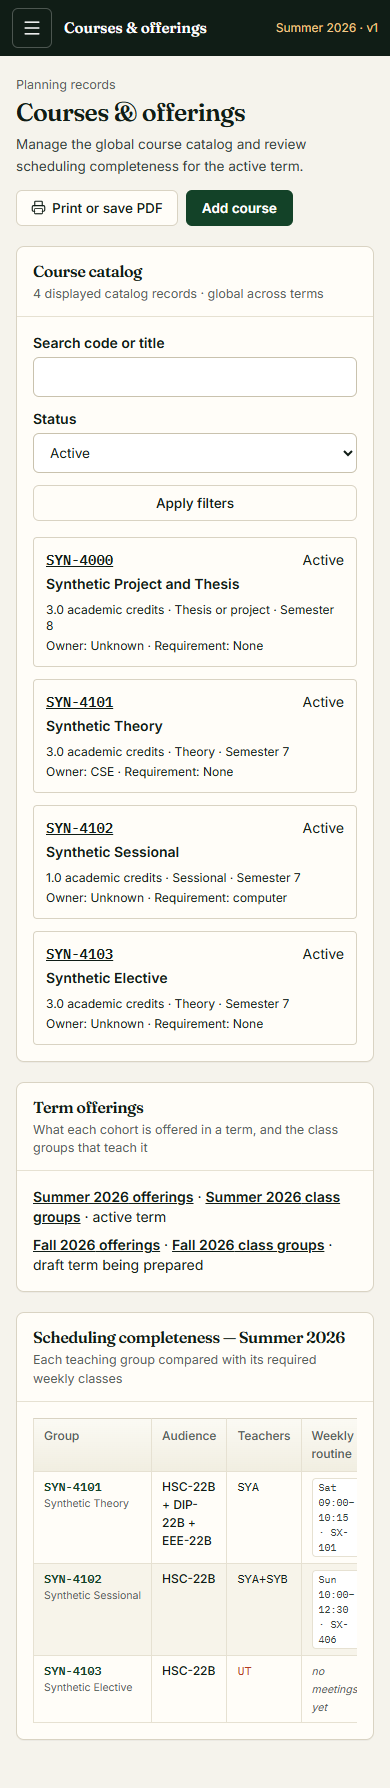 Courses & offerings
Summer 2026 · v1
Planning records
Courses & offerings
Manage the global course catalog and review
scheduling completeness for the active term.
Print or save PDF
Add course
Course catalog
4 displayed catalog records · global across terms
Search code or title
Status
Active
Apply filters
SYN-4000 Active
Synthetic Project and Thesis
3.0 academic credits · Thesis or project · Semester
8
Owner: Unknown · Requirement: None
SYN-4101 Active
Synthetic Theory
3.0 academic credits · Theory · Semester 7
Owner: CSE · Requirement: None
SYN-4102 Active
Synthetic Sessional
1.0 academic credits · Sessional · Semester 7
Owner: Unknown · Requirement: computer
SYN-4103 Active
Synthetic Elective
3.0 academic credits · Theory · Semester 7
Owner: Unknown · Requirement: None
Term offerings
What each cohort is offered in a term, and the class
groups that teach it
Summer 2026 offerings · Summer 2026 class
groups · active term
Fall 2026 offerings · Fall 2026 class groups ·
draft term being prepared
Scheduling completeness — Summer 2026
Each teaching group compared with its required
weekly classes
Group
Audience
Teachers
Weekly
routine
SYN-4101
Synthetic Theory
HSC-22B
+ DIP-
22B +
EEE-22B
SYA
Sat
09:00–
10:15
· SX-
101
SYN-4102
Synthetic Sessional
HSC-22B
SYA+SYB
Sun
10:00–
12:30
· SX-
406
SYN-4103
Synthetic Elective
HSC-22B
UT
no
meetings
yet